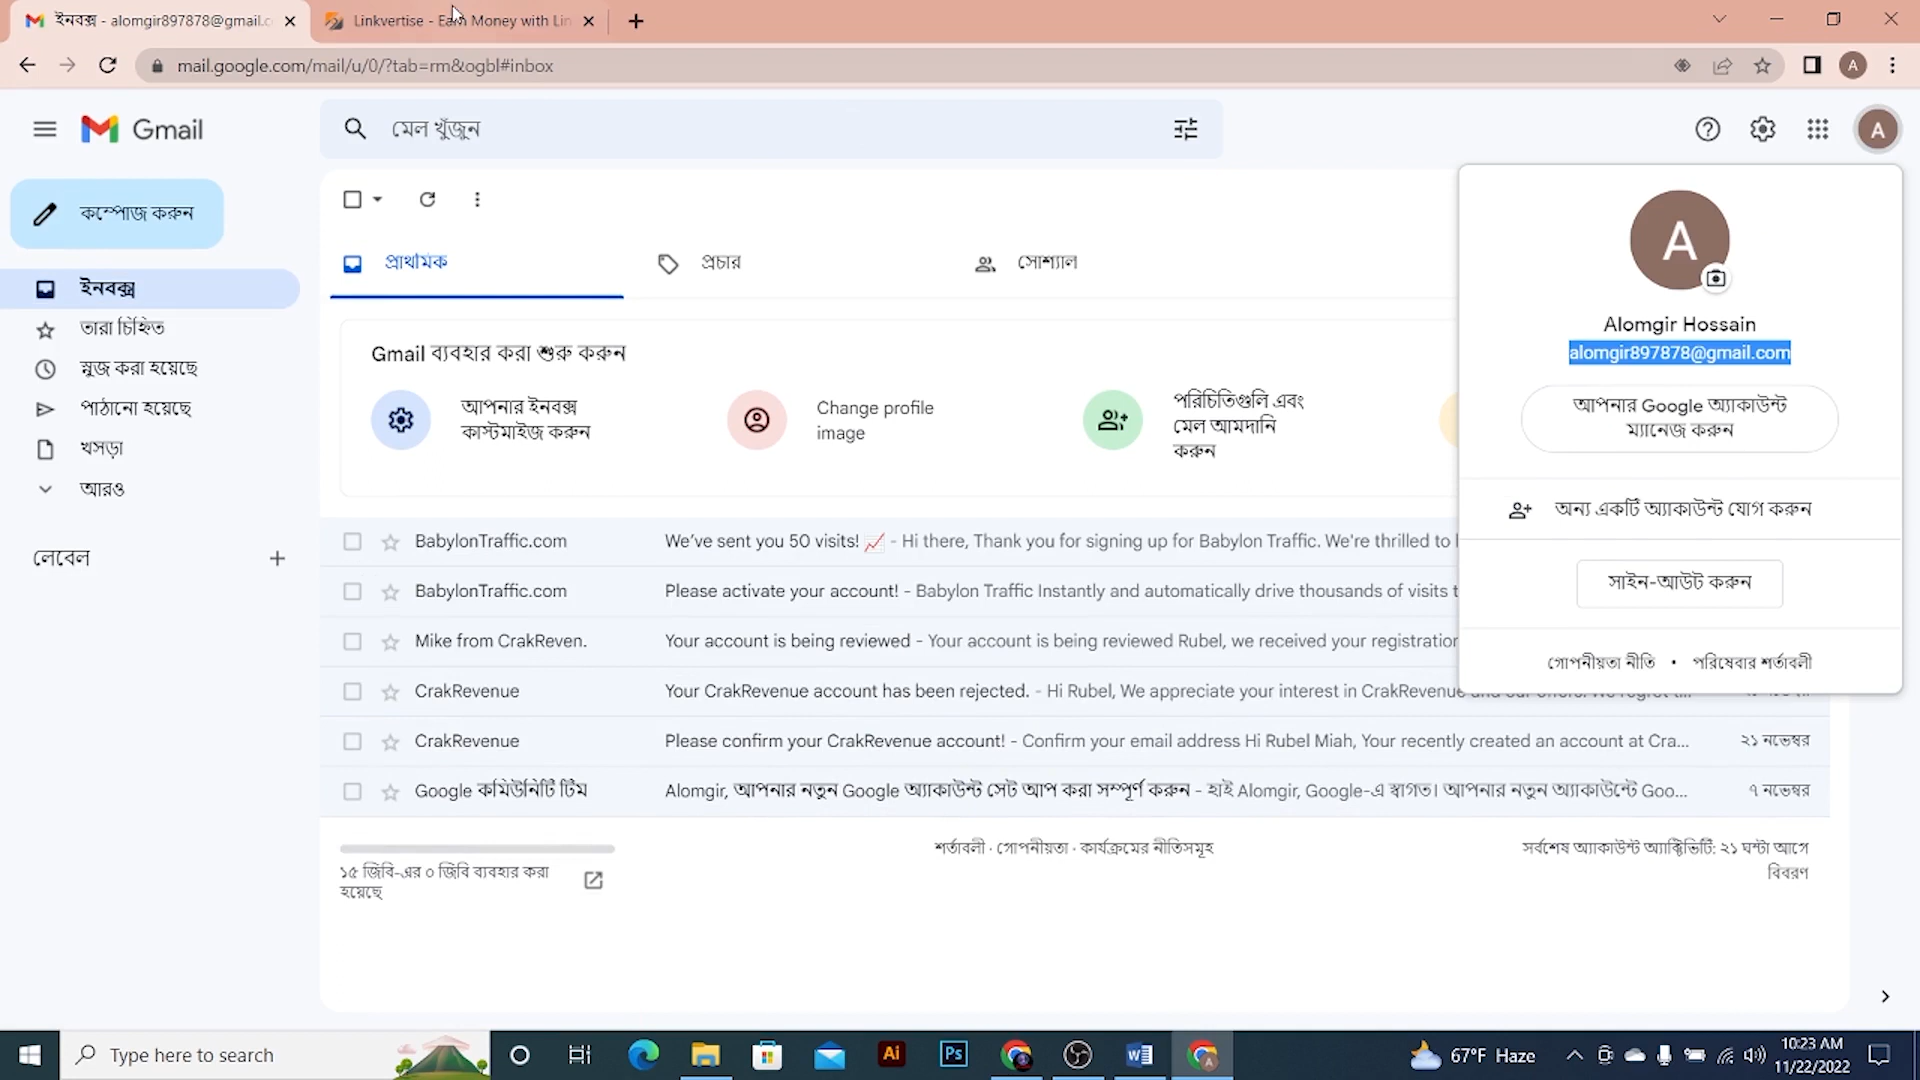 ইনবক্স - alomgir897878@gmail.c
Linkvertise - Earn Money with Lin
mail.google.com/mail/u/0/?tab=rm&ogbl#inbox
A
Gmail
মেল খুঁজুন
A
কম্পোজ করুন
ইনবক্স
তারা চিহ্নিত
স্নুজ করা হয়েছে
পাঠানো হয়েছে
খসড়া
আরও
লেবেল
প্রাথমিক
প্রচার
সোশ্যাল
Gmail ব্যবহার করা শুরু করুন
আপনার ইনবক্স
কাস্টমাইজ করুন
Change profile
image
পরিচিতিগুলি এবং
মেল আমদানি
করুন
A
Alomgir Hossain
alomgir897878@gmail.com
আপনার Google অ্যাকাউন্ট
ম্যানেজ করুন
অন্য একটি অ্যাকাউন্ট যোগ করুন
সাইন-আউট করুন
গোপনীয়তা নীতি • পরিষেবার শর্তাবলী
BabylonTraffic.com We've sent you 50 visits! - Hi there, Thank you for signing up for Babylon Traffic. We're thrilled to
BabylonTraffic.com Please activate your account! - Babylon Traffic Instantly and automatically drive thousands of visits
Mike from CrakReven. Your account is being reviewed - Your account is being reviewed Rubel, we received your registration
CrakRevenue Your CrakRevenue account has been rejected. - Hi Rubel, We appreciate your interest in CrakRevenue and our offers. We regret t...
CrakRevenue Please confirm your CrakRevenue account! - Confirm your email address Hi Rubel Miah, Your recently created an account at Cra... ২১ নভেম্বর
Google কমিউনিটি টিম Alomgir, আপনার নতুন Google অ্যাকাউন্ট সেট আপ করা সম্পূর্ণ করুন - হাই Alomgir, Google-এ স্বাগত। আপনার নতুন অ্যাকাউন্টে Goo... ৭ নভেম্বর
১৫ জিবি-এর ০ জিবি ব্যবহার করা
হয়েছে
শর্তাবলী · গোপনীয়তা · কার্যক্রমের নীতিসমূহ
সর্বশেষ অ্যাকাউন্ট অ্যাক্টিভিটি: ২১ ঘন্টা আগে
বিবরণ
Type here to search
Ai
Ps
67°F Haze
10:23 AM
11/22/2022